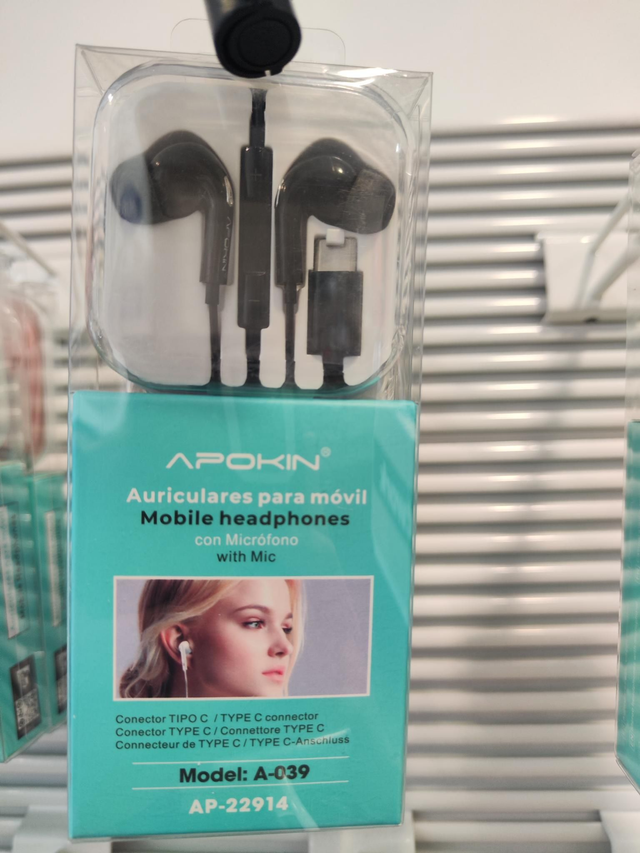 APOKIN®
Auriculares para móvil
Mobile headphones
con Micrófono
with Mic
Conector TIPO C / TYPE C connector
Conector TYPE C / Connettore TYPE C
Connecteur de TYPE C / TYPE C-Anschluss
Model: A-039
AP-22914